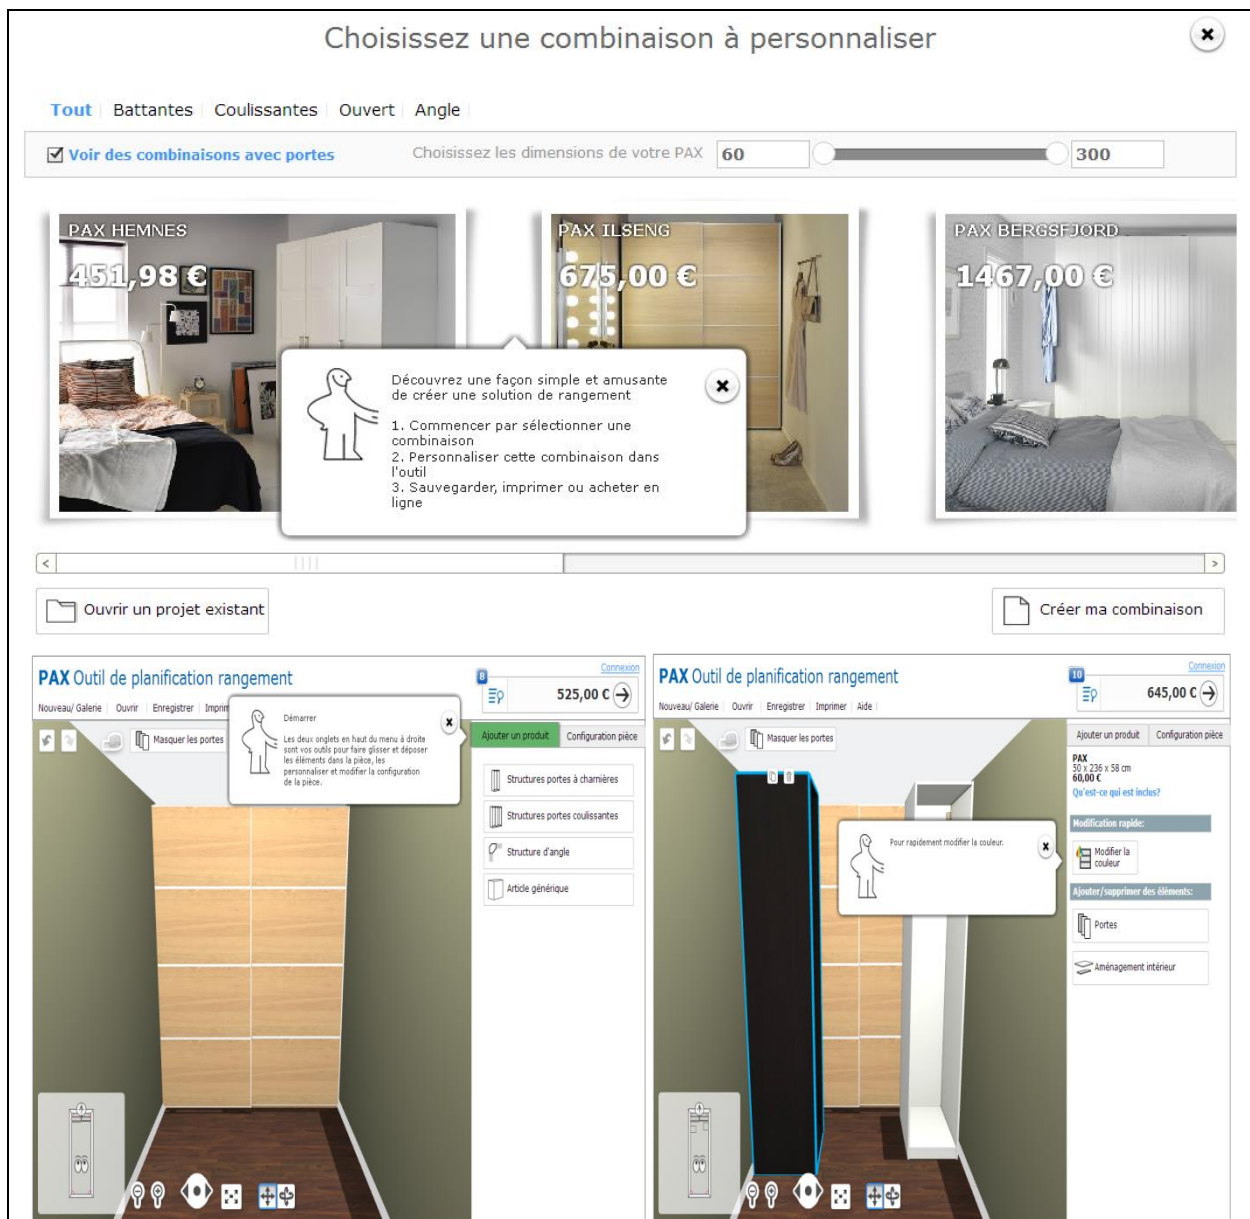 Choisissez une combinaison à personnaliser
Tout Battantes Coulissantes Ouvert Angle
Voir des combinaisons avec portes Choisissez les dimensions de votre PAX 60 300
PAX HEMNES
451,98 €
PAX ILSENG
675,00 €
PAX BERGSFJORD
1467,00 €
Découvrez une façon simple et amusante
de créer une solution de rangement
1. Commencer par sélectionner une
combinaison
2. Personnaliser cette combinaison dans
l'outil
3. Sauvegarder, imprimer ou acheter en
ligne
Ouvrir un projet existant
Créer ma combinaison
PAX Outil de planification rangement
8
Connexion
525,00 €
Nouveau/ Galerie Ouvrir Enregistrer
Masquer les portes
Démarrer
Les deux onglets en haut du menu à droite
sont vos outils pour faire glisser et déposer
les éléments dans la pièce, les
personnaliser et modifier la configuration
de la pièce.
Ajouter un produit Configuration pièce
Structures portes à charnières
Structures portes coulissantes
Structure d'angle
Article générique
PAX Outil de planification rangement
10
Connexion
645,00 €
Nouveau/ Galerie Ouvrir Enregistrer Imprimer Aide
Masquer les portes
Ajouter un produit Configuration pièce
PAX
50 x 236 x 58 cm
60,00 €
Qu'est-ce qui est inclus?
Modification rapide:
Pour rapidement modifier la couleur.
Modifier la
couleur
Ajouter/supprimer des éléments:
Portes
Aménagement intérieur